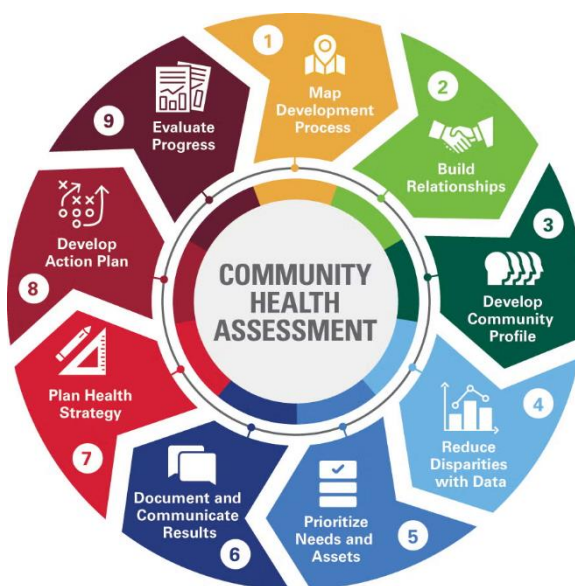 COMMUNITY
HEALTH
ASSESSMENT
1
Map
Development
Process
2
Build
Relationships
3
Develop
Community
Profile
4
Reduce
Disparities
with Data
5
Prioritize
Needs and
Assets
6
Document and
Communicate
Results
7
Plan Health
Strategy
8
Develop
Action Plan
9
Evaluate
Progress